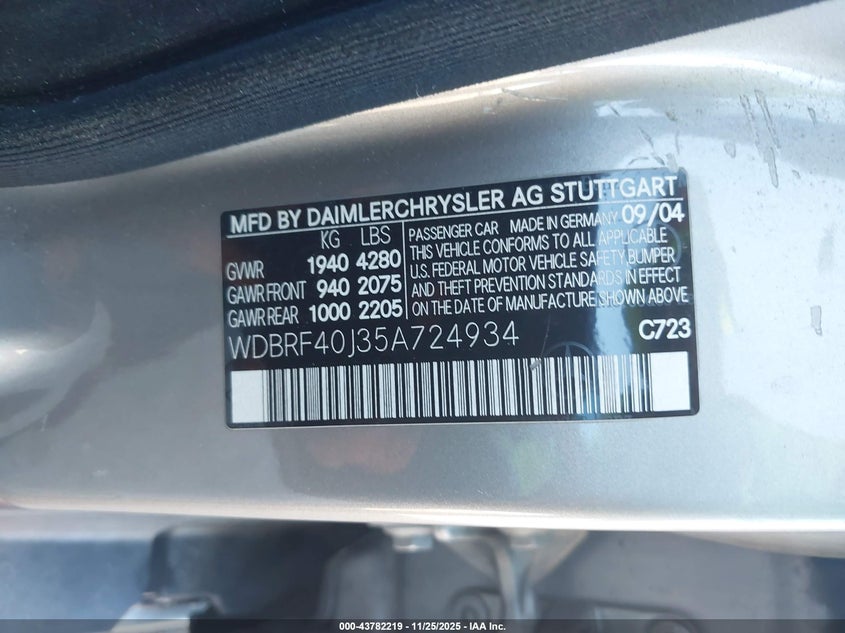 MFD BY DAIMLERCHRYSLER AG STUTTGART
KG LBS
GVWR 1940 4280
GAWR FRONT 940 2075
GAWR REAR 1000 2205
PASSENGER CAR MADE IN GERMANY 09/04
THIS VEHICLE CONFORMS TO ALL APPLICABLE
U.S. FEDERAL MOTOR VEHICLE SAFETY, BUMPER
AND THEFT PREVENTION STANDARDS IN EFFECT
ON THE DATE OF MANUFACTURE SHOWN ABOVE
WDBRF40J35A724934 C723
000-43782219 - 11/25/2025 - IAA Inc.